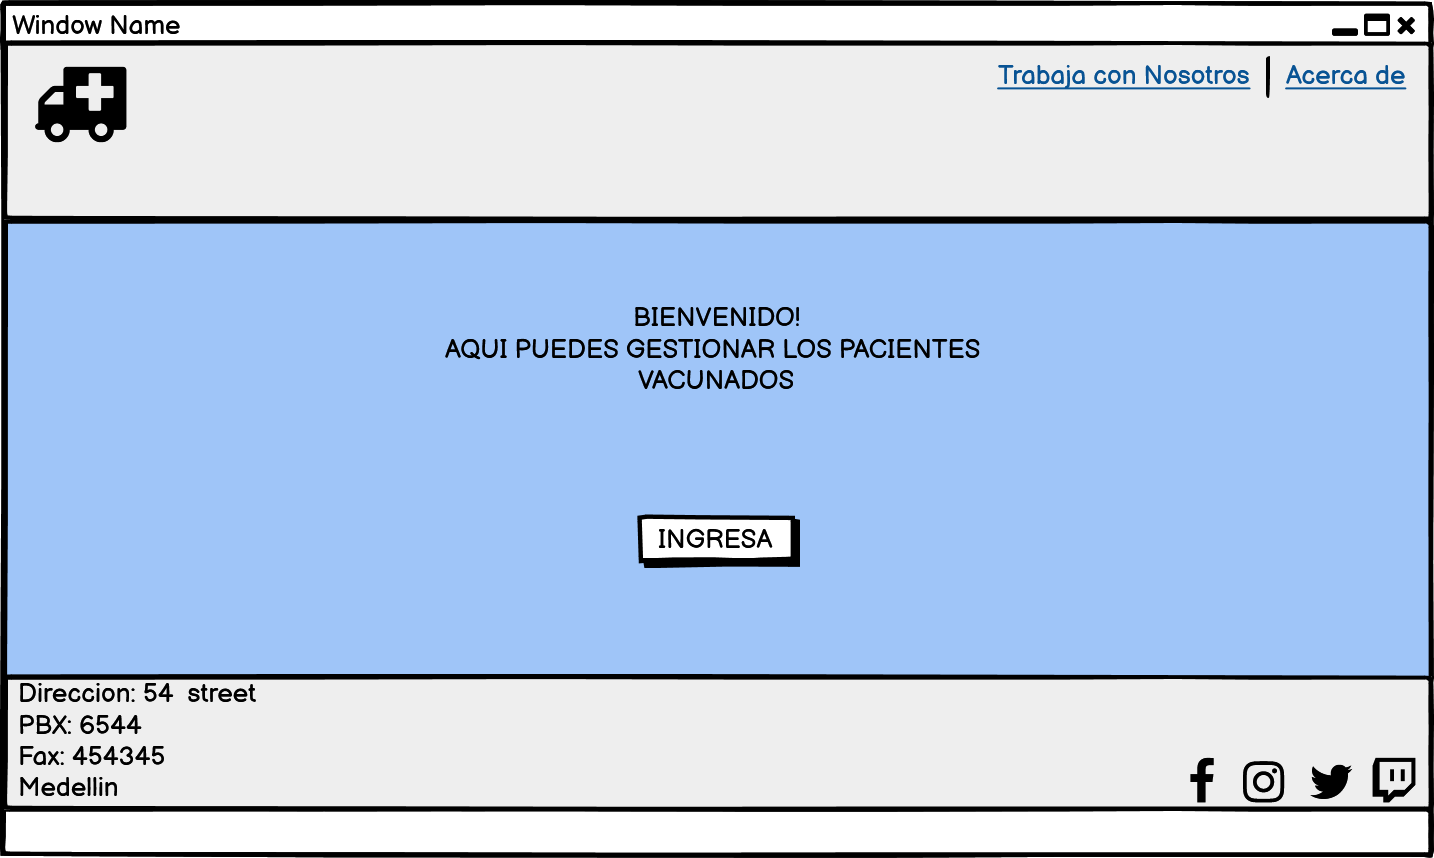 Window Name
Trabaja con Nosotros
Acerca de
BIENVENIDO!
AQUI PUEDES GESTIONAR LOS PACIENTES
VACUNADOS
INGRESA
Direccion: 54  street
PBX: 6544
Fax: 454345
Medellin